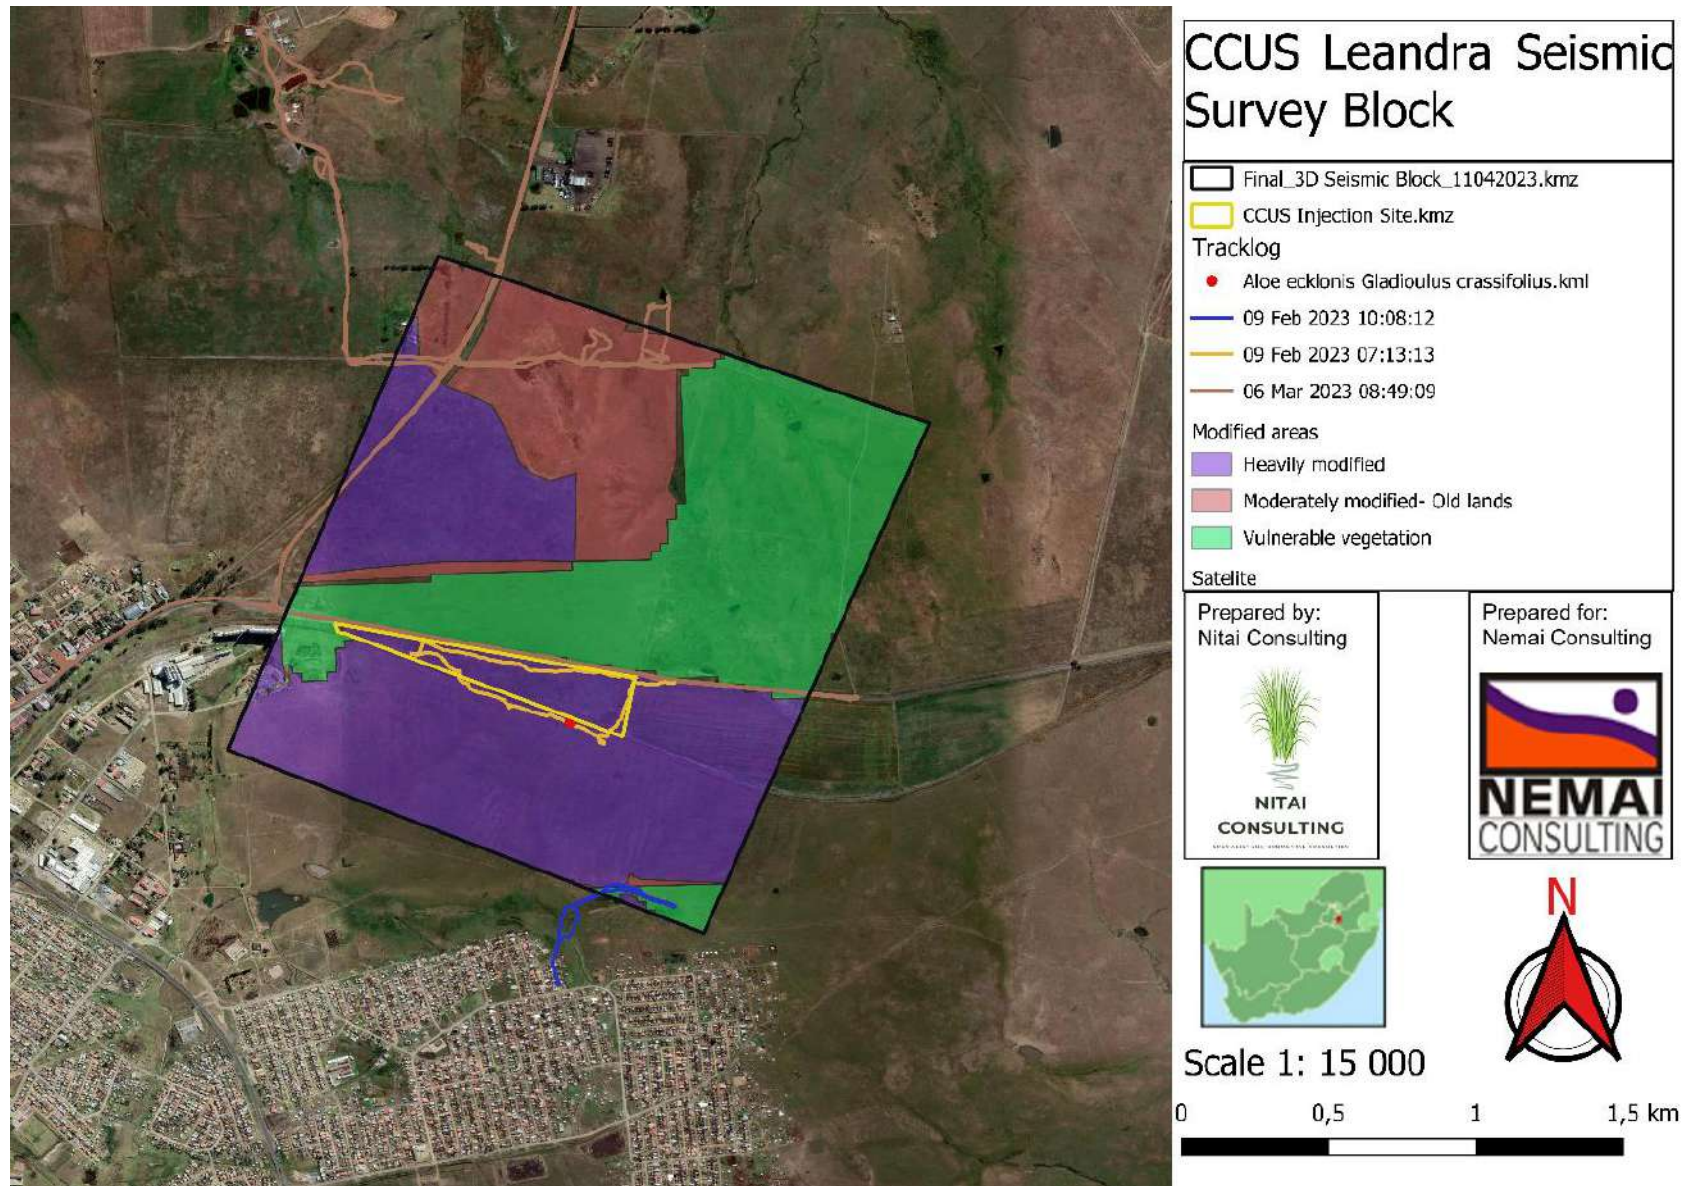 CCUS Leandra Seismic
Survey Block
Final_3D Seismic Block_11042023.kmz
CCUS Injection Site.kmz
Tracklog
Aloe ecklonis Gladioulus crassifolius.kml
09 Feb 2023 10:08:12
09 Feb 2023 07:13:13
06 Mar 2023 08:49:09
Modified areas
Heavily modified
Moderately modified- Old lands
Vulnerable vegetation
Satelite
Prepared by:
Nitai Consulting
NITAI
CONSULTING
Prepared for:
Nemai Consulting
NEMAI
CONSULTING
N
Scale 1: 15 000
0 0,5 1 1,5 km